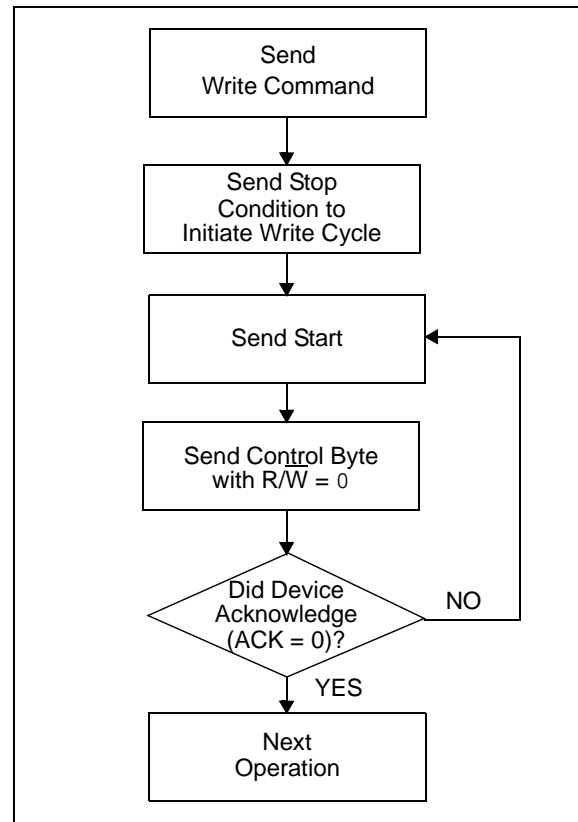 Send
Write Command
Send Stop
Condition to
Initiate Write Cycle
Send Start
Send Control Byte
with R/W̅ = 0
Did Device
Acknowledge
(ACK = 0)?
NO
YES
Next
Operation